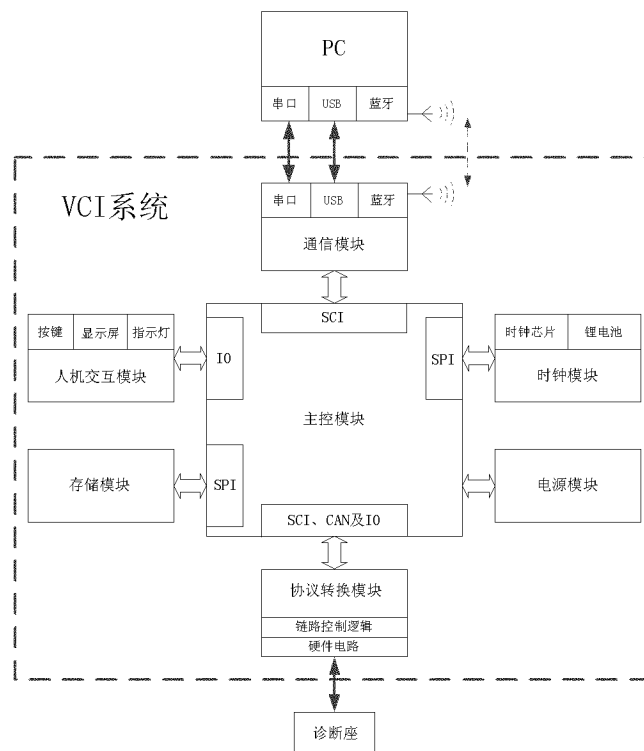 PC
串口 USB 蓝牙
VCI系统
串口 USB 蓝牙
通信模块
SCI
按键 显示屏 指示灯
人机交互模块
IO
SPI
时钟芯片 锂电池
时钟模块
主控模块
存储模块
SPI
电源模块
SCI、CAN及IO
协议转换模块
链路控制逻辑
硬件电路
诊断座